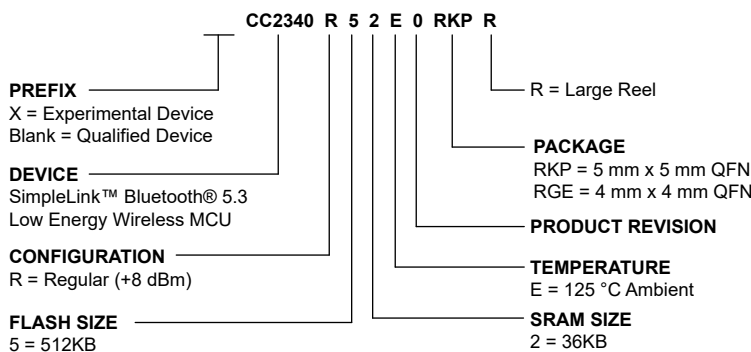 CC2340 R 5 2 E 0 RKP R
PREFIX
X = Experimental Device
Blank = Qualified Device
DEVICE
SimpleLink™ Bluetooth® 5.3
Low Energy Wireless MCU
CONFIGURATION
R = Regular (+8 dBm)
FLASH SIZE
5 = 512KB
R = Large Reel
PACKAGE
RKP = 5 mm x 5 mm QFN
RGE = 4 mm x 4 mm QFN
PRODUCT REVISION
TEMPERATURE
E = 125 °C Ambient
SRAM SIZE
2 = 36KB